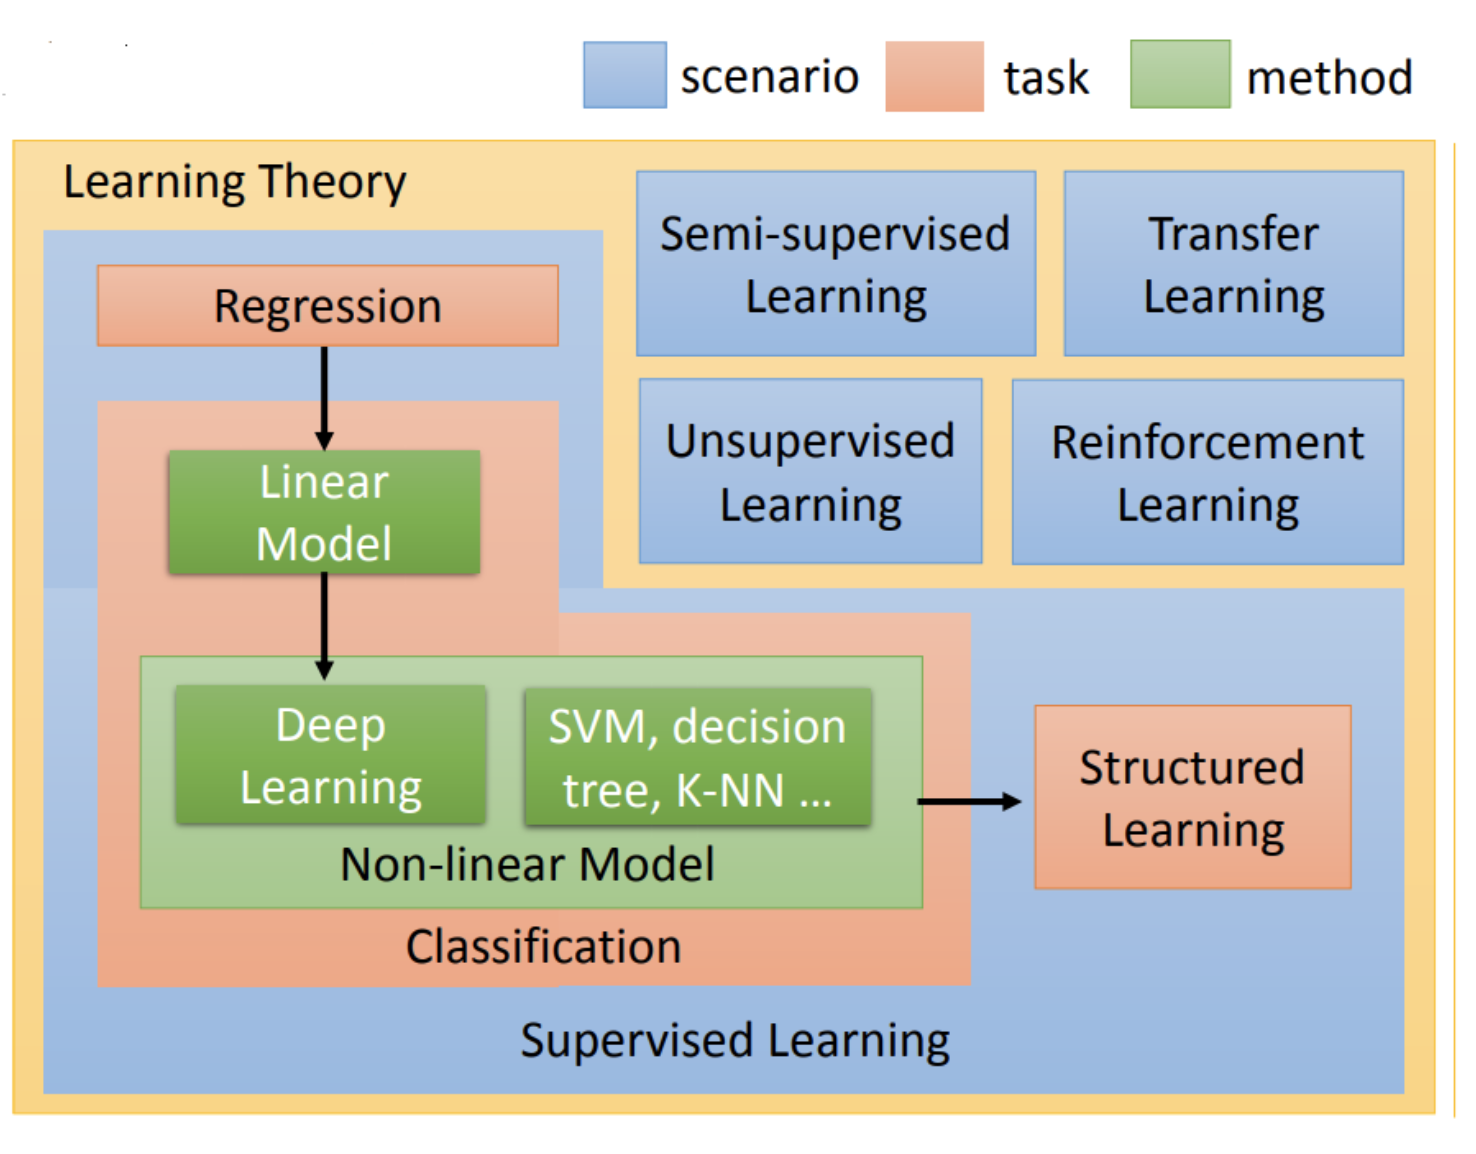 scenario
task
method
Learning Theory
Semi-supervised
Learning
Transfer
Learning
Regression
Unsupervised
Learning
Reinforcement
Learning
Linear
Model
Deep
Learning
SVM, decision
tree, K-NN ...
Non-linear Model
Classification
Structured
Learning
Supervised Learning